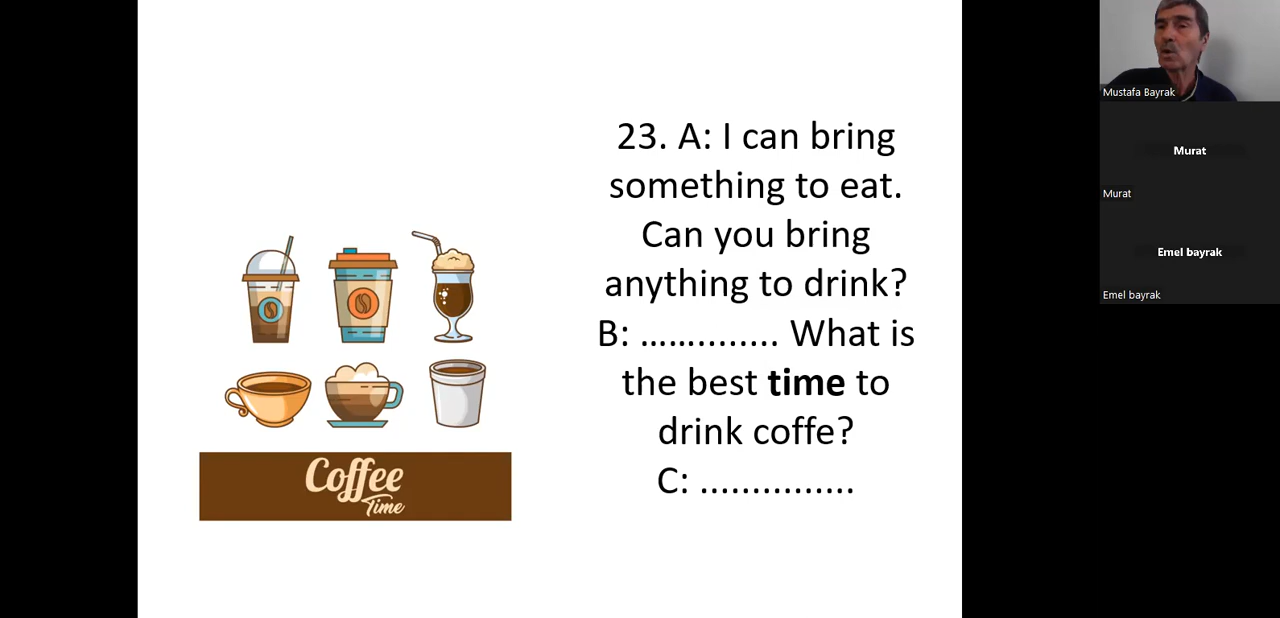 23. A: I can bring
something to eat.
Can you bring
anything to drink?
B: …........... What is
the best time to
drink coffe?
C: ...............
Coffee
Time
Mustafa Bayrak
Murat
Murat
Emel bayrak
Emel bayrak